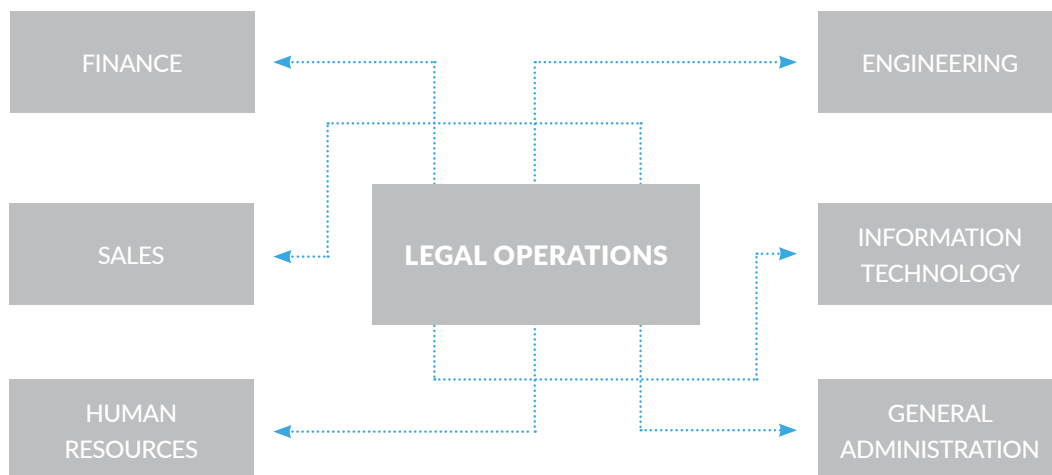 FINANCE
ENGINEERING
SALES
LEGAL OPERATIONS
INFORMATION
TECHNOLOGY
HUMAN
RESOURCES
GENERAL
ADMINISTRATION